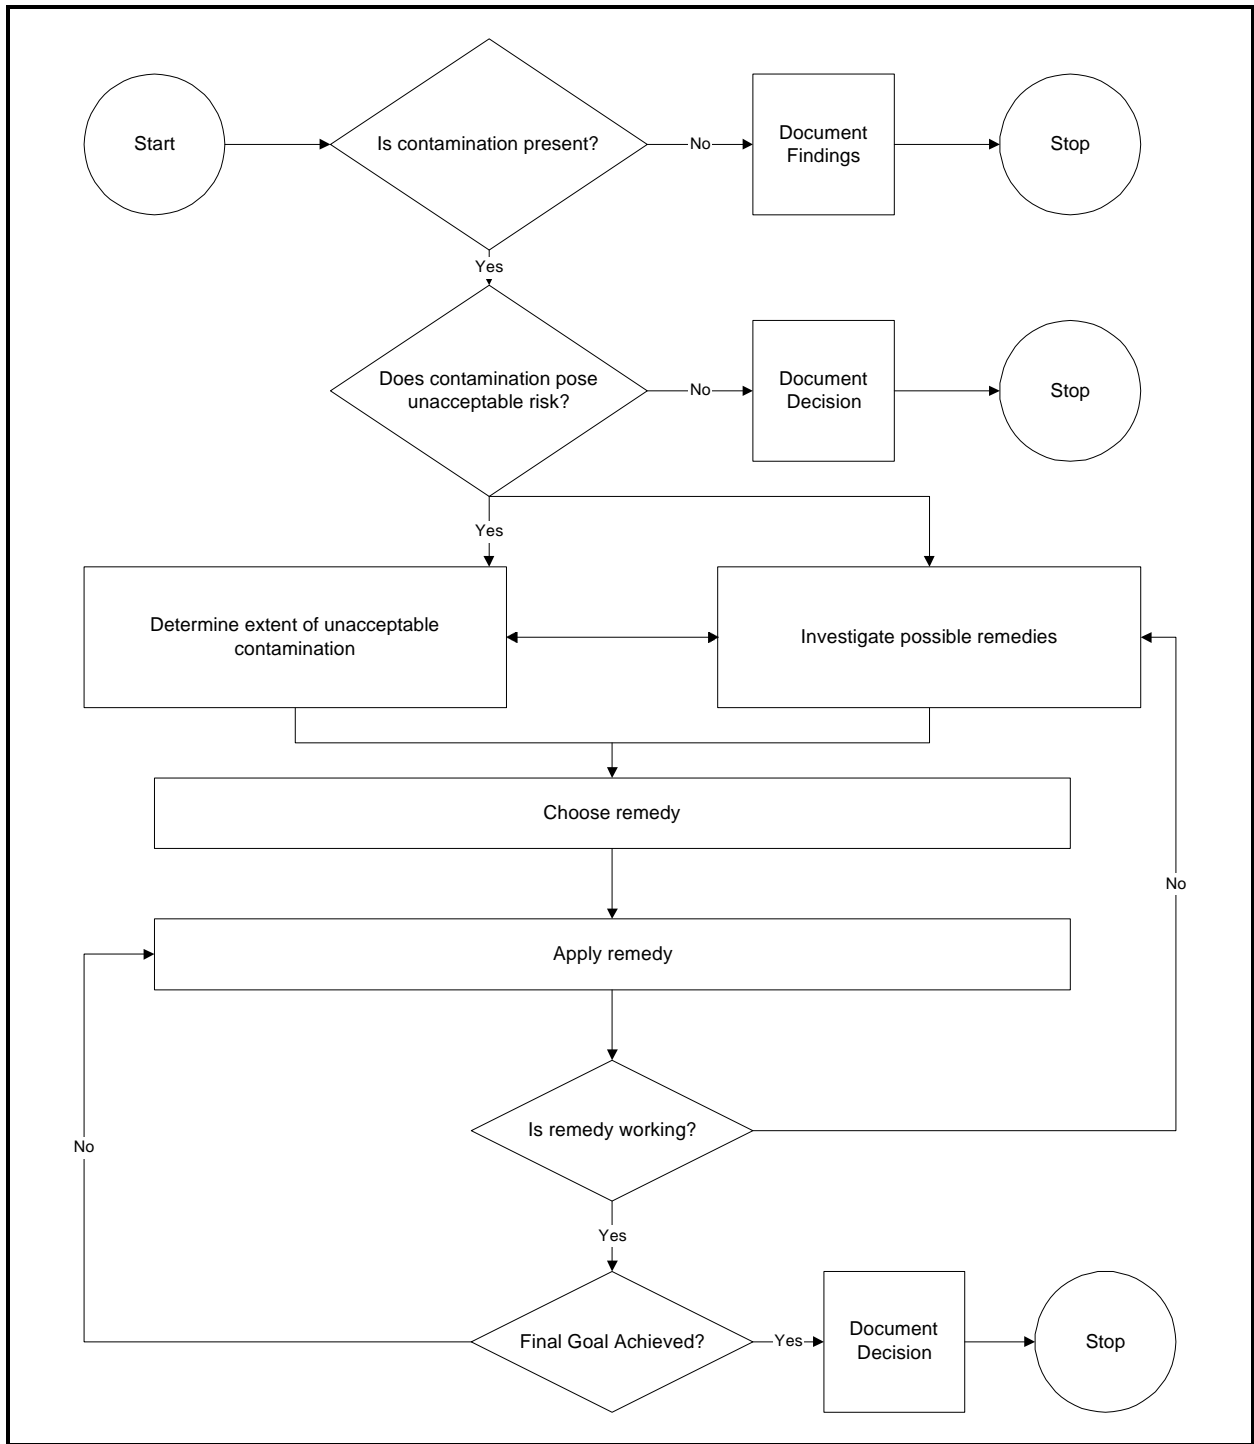 Start
Is contamination present?
No
Document
Findings
Stop
Yes
Does contamination pose
unacceptable risk?
No
Document
Decision
Stop
Yes
Determine extent of unacceptable
contamination
Investigate possible remedies
Choose remedy
No
Apply remedy
Is remedy working?
No
Yes
Final Goal Achieved?
Yes
Document
Decision
Stop